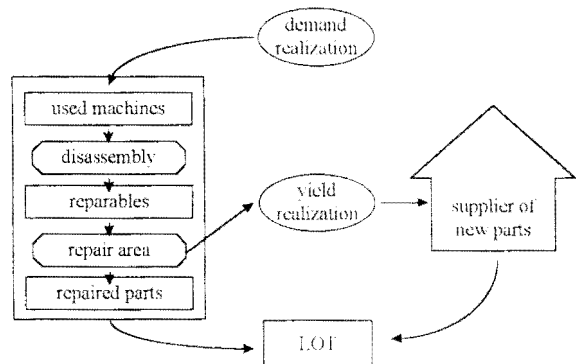 demand
realization
used machines
disassembly
reparables
repair area
repaired parts
yield
realization
supplier of
new parts
LOT